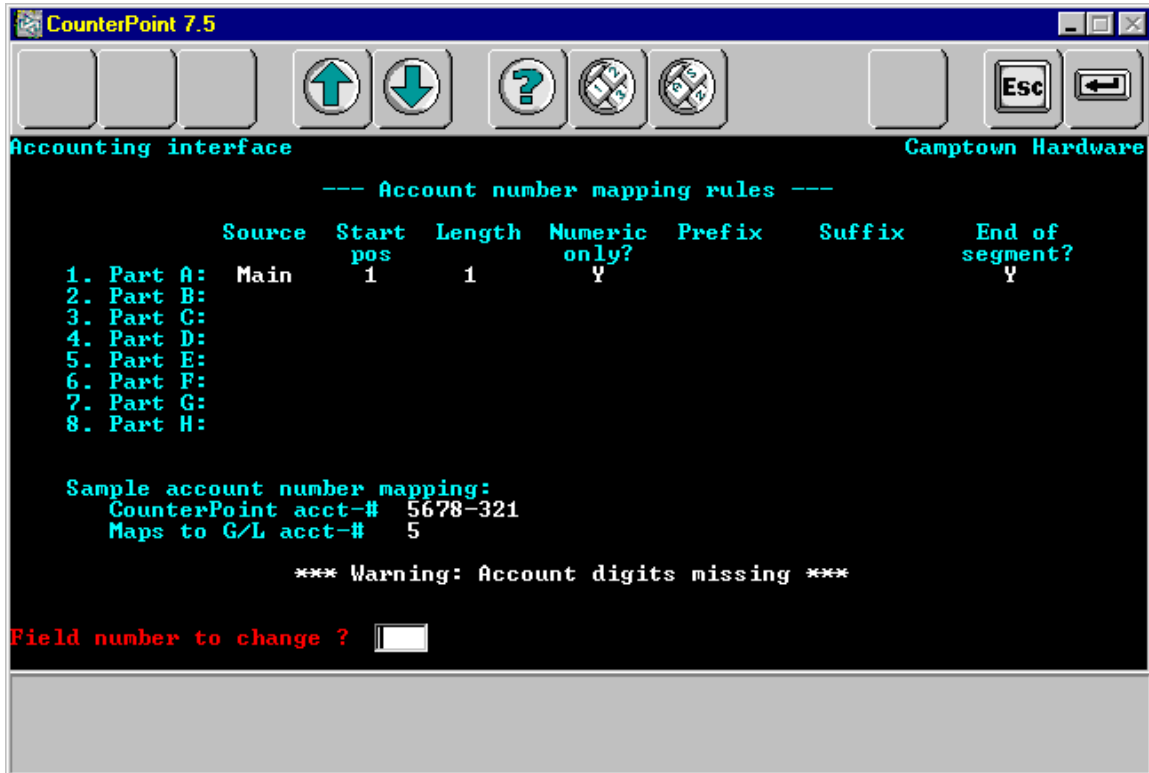 CounterPoint 7.5
Esc
Accounting interface Camptown Hardware
--- Account number mapping rules ---
Source Start Length Numeric Prefix Suffix End of
pos only? segment?
1. Part A: Main 1 1 Y Y
2. Part B:
3. Part C:
4. Part D:
5. Part E:
6. Part F:
7. Part G:
8. Part H:
Sample account number mapping:
CounterPoint acct-# 5678-321
Maps to G/L acct-# 5
*** Warning: Account digits missing ***
Field number to change ?